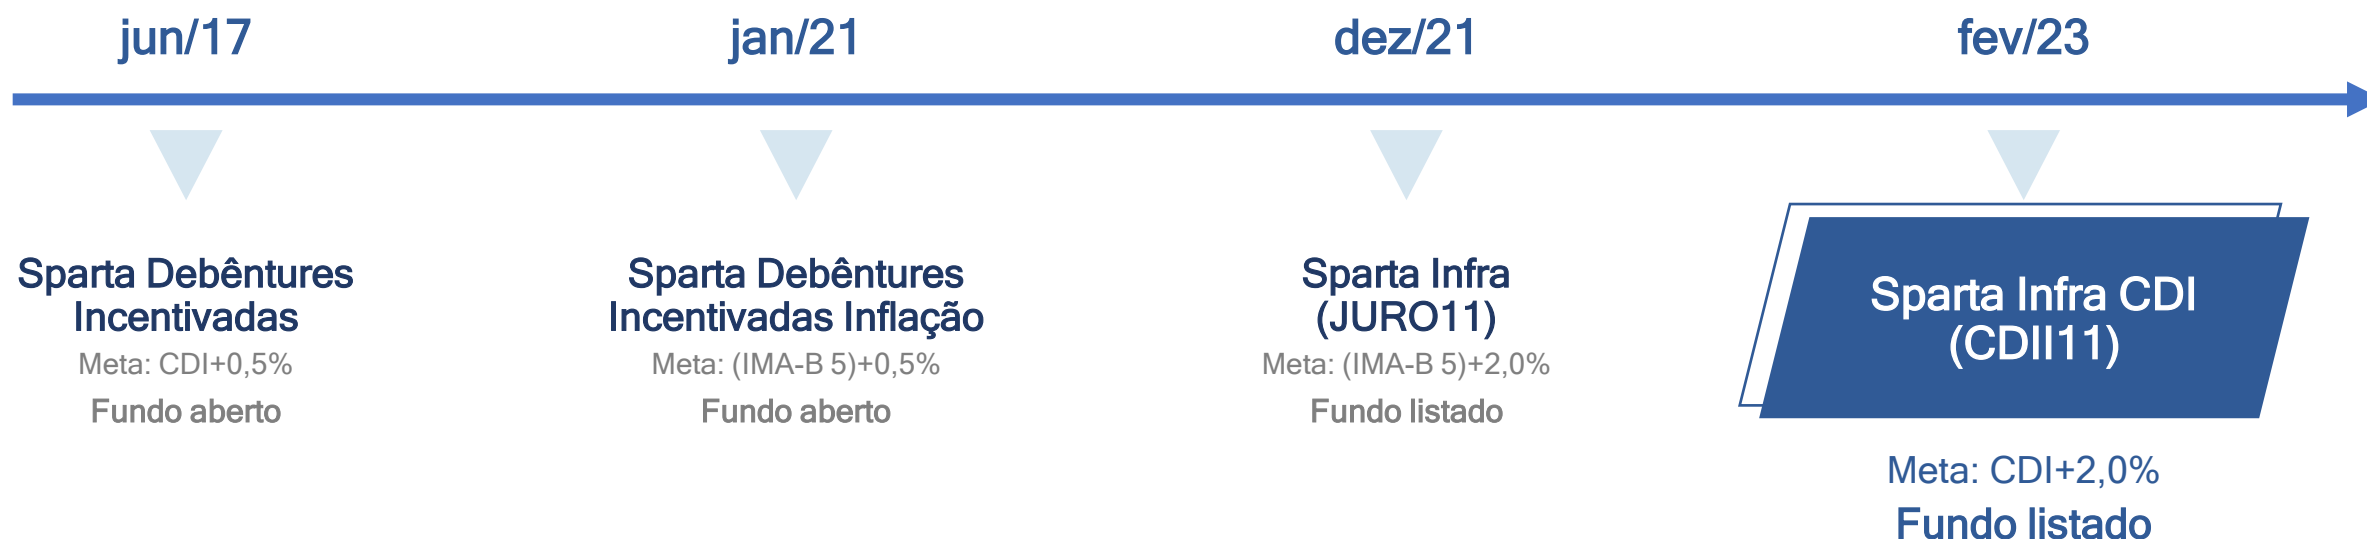 jun/17
jan/21
dez/21
fev/23
Sparta Debêntures
Incentivadas
Meta: CDI+0,5%
Fundo aberto
Sparta Debêntures
Incentivadas Inflação
Meta: (IMA-B 5)+0,5%
Fundo aberto
Sparta Infra
(JURO11)
Meta: (IMA-B 5)+2,0%
Fundo listado
Sparta Infra CDI
(CDII11)
Meta: CDI+2,0%
Fundo listado